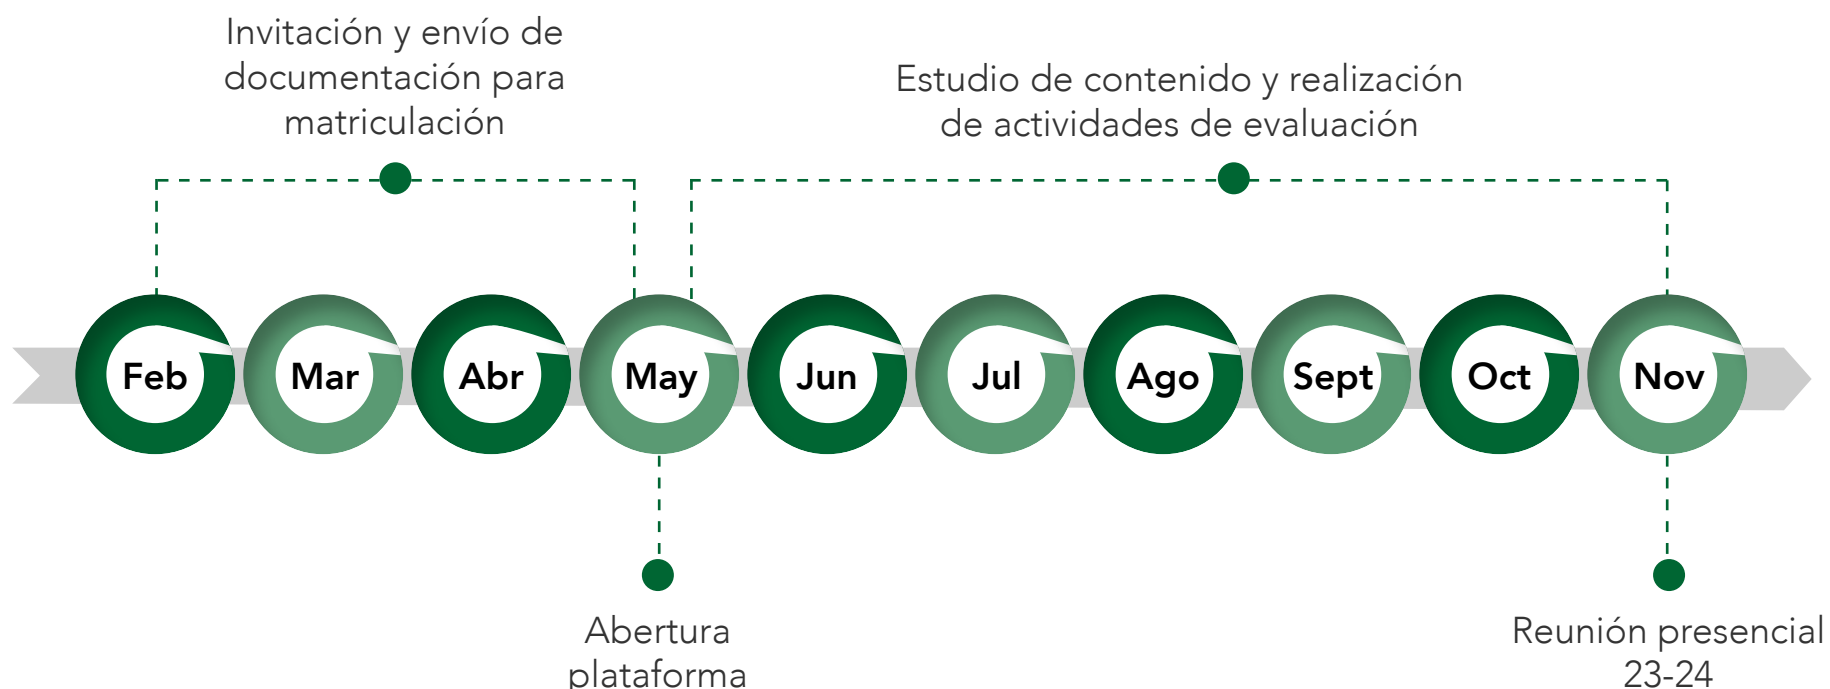 Invitación y envío de
documentación para
matriculación
Estudio de contenido y realización
de actividades de evaluación
Feb
Mar
Abr
May
Jun
Jul
Ago
Sept
Oct
Nov
Abertura
plataforma
Reunión presencial
23-24